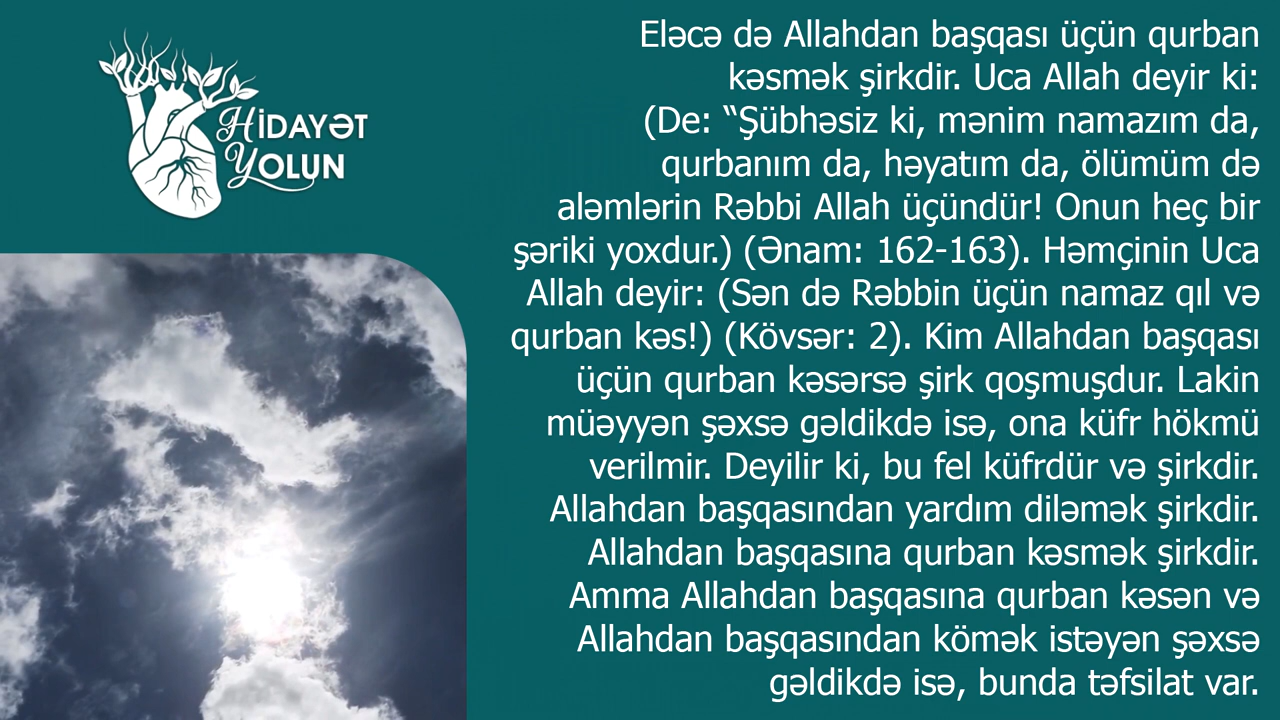 HİDAYƏT
YOLUN
Eləcə də Allahdan başqası üçün qurban
kəsmək şirkdir. Uca Allah deyir ki:
(De: “Şübhəsiz ki, mənim namazım da,
qurbanım da, həyatım da, ölümüm də
aləmlərin Rəbbi Allah üçündür! Onun heç bir
şəriki yoxdur.) (Ənam: 162-163). Həmçinin Uca
Allah deyir: (Sən də Rəbbin üçün namaz qıl və
qurban kəs!) (Kövsər: 2). Kim Allahdan başqası
üçün qurban kəsərsə şirk qoşmuşdur. Lakin
müəyyən şəxsə gəldikdə isə, ona küfr hökmü
verilmir. Deyilir ki, bu fel küfrdür və şirkdir.
Allahdan başqasından yardım diləmək şirkdir.
Allahdan başqasına qurban kəsmək şirkdir.
Amma Allahdan başqasına qurban kəsən və
Allahdan başqasından kömək istəyən şəxsə
gəldikdə isə, bunda təfsilat var.